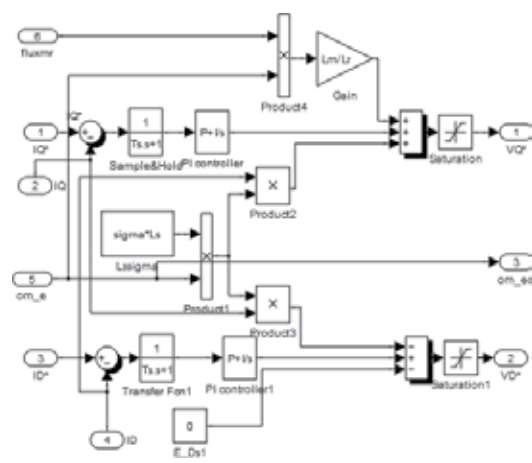 6
fluxmr
Product4
Lm/Lr
Gain
IQ*
1
IQ*
2
IQ
1
Ts.s+1
Sample&Hold
P+I/s
PI controller
Product2
Saturation
1
VQ*
sigma*Ls
Lssigma
5
om_e
Product1
Product3
3
om_eo
3
ID*
1
Ts.s+1
Transfer Fcn1
P+I/s
PI controller1
Saturation1
2
VD*
4
ID
0
E_Ds1